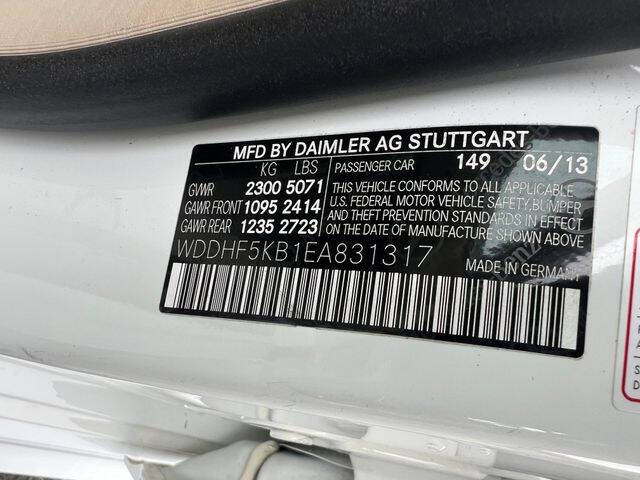 MFD BY DAIMLER AG STUTTGART
KG LBS
GVWR 2300 5071
GAWR FRONT 1095 2414
GAWR REAR 1235 2723
PASSENGER CAR 149 06/13
THIS VEHICLE CONFORMS TO ALL APPLICABLE
U.S. FEDERAL MOTOR VEHICLE SAFETY,BUMPER
AND THEFT PREVENTION STANDARDS IN EFFECT
ON THE DATE OF MANUFACTURE SHOWN ABOVE
WDDHF5KB1EA831317
MADE IN GERMANY